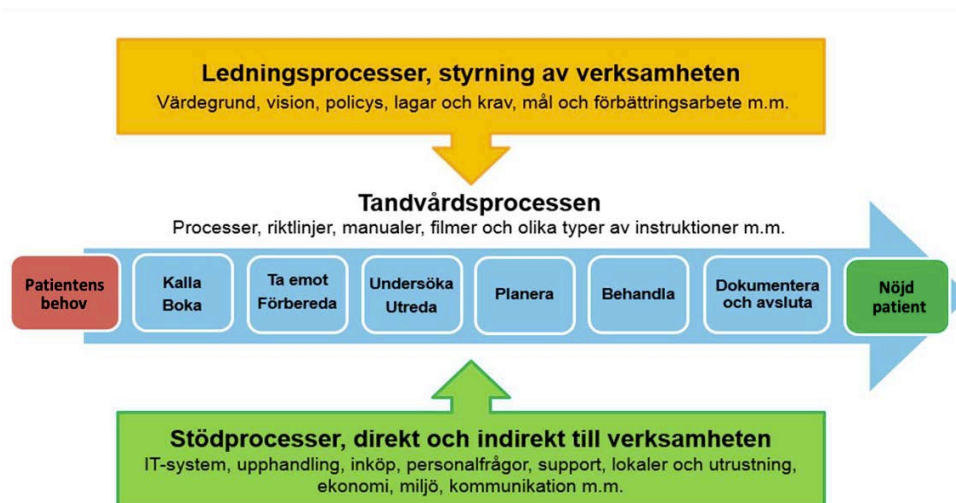 Ledningsprocesser, styrning av verksamheten
Värdegrund, vision, policys, lagar och krav, mål och förbättringsarbete m.m.
Tandvårdsprocessen
Processer, riktlinjer, manualer, filmer och olika typer av instruktioner m.m.
Patientens
behov
Kalla
Boka
Ta emot
Förbereda
Undersöka
Utreda
Planera
Behandla
Dokumentera
och avsluta
Nöjd
patient
Stödprocesser, direkt och indirekt till verksamheten
IT-system, upphandling, inköp, personalfrågor, support, lokaler och utrustning,
ekonomi, miljö, kommunikation m.m.